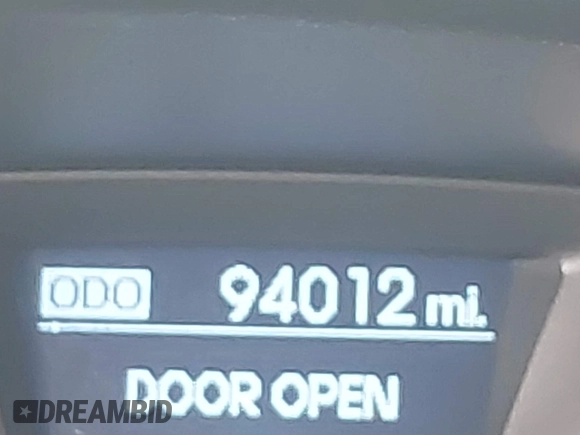 ODO 94012 mi.
DOOR OPEN
DREAMBID